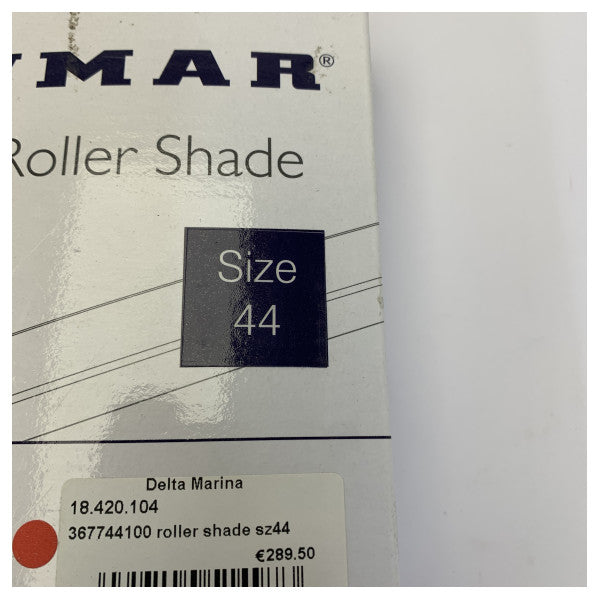 MAR®
Roller Shade
Size
44
Delta Marina
18.420.104
367744100 roller shade sz44
€289.50